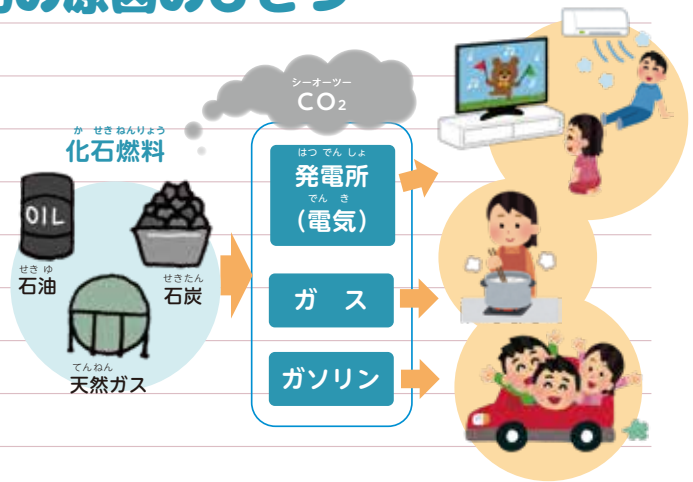 の原因のひとつ
シーオーツー
CO₂
か せきねんりょう
化石燃料
OIL
せき ゆ
石油
せきたん
石炭
てんねん
天然ガス
はつ でん しょ
発電所
でん き
(電気)
ガ ス
ガソリン